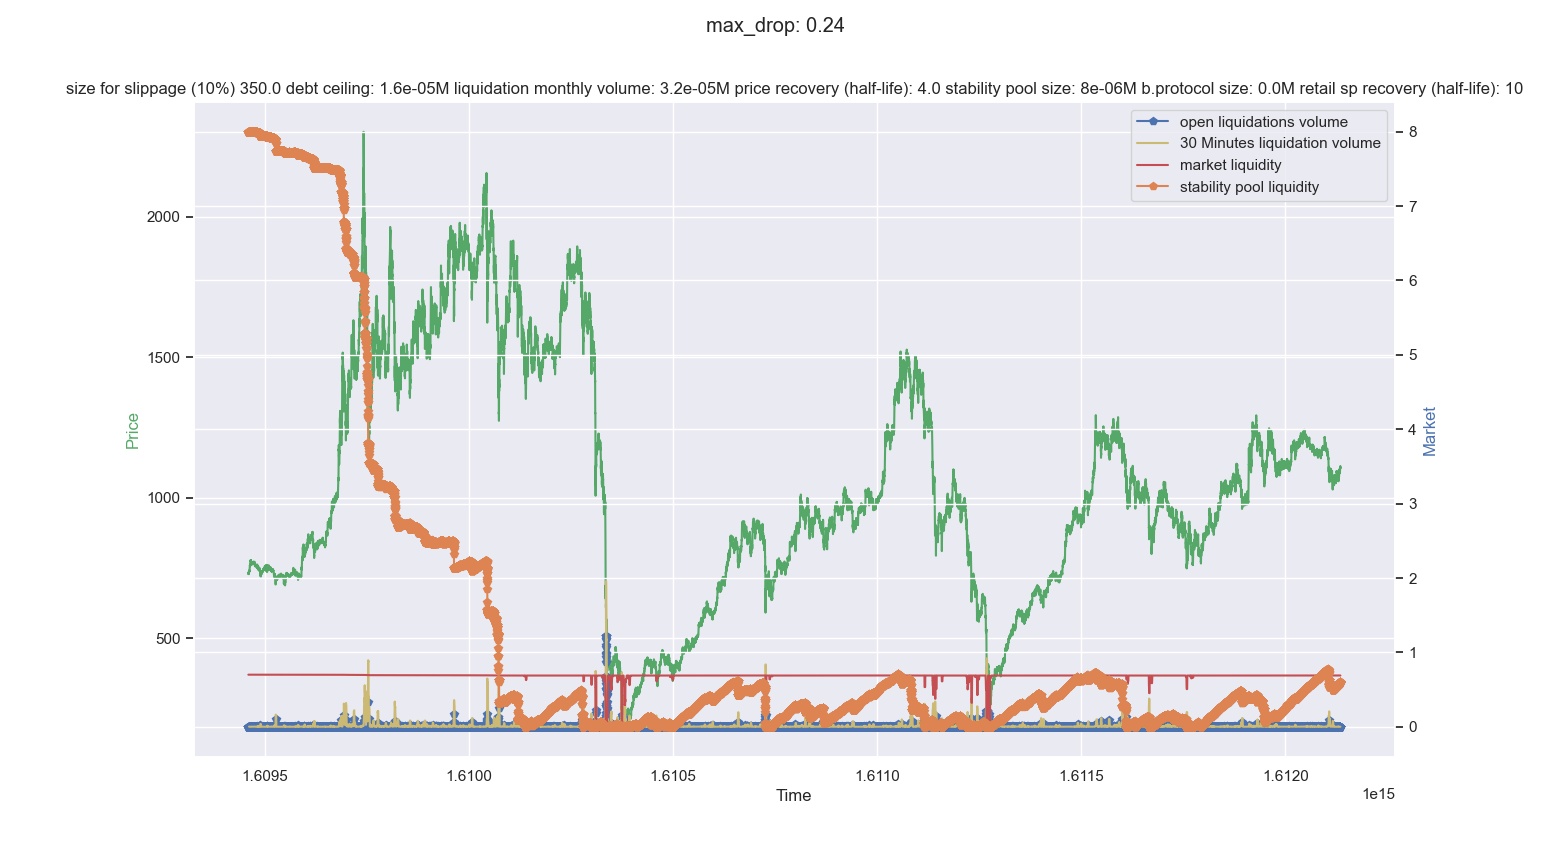 max_drop: 0.24
size for slippage (10%) 350.0 debt ceiling: 1.6e-05M liquidation monthly volume: 3.2e-05M price recovery (half-life): 4.0 stability pool size: 8e-06M b.protocol size: 0.0M retail sp recovery (half-life): 10
open liquidations volume
30 Minutes liquidation volume
market liquidity
stability pool liquidity
2000
1500
1000
500
Price
8
7
6
5
4
3
2
1
0
Market
1.6095 1.6100 1.6105 1.6110 1.6115 1.6120
1e15
Time